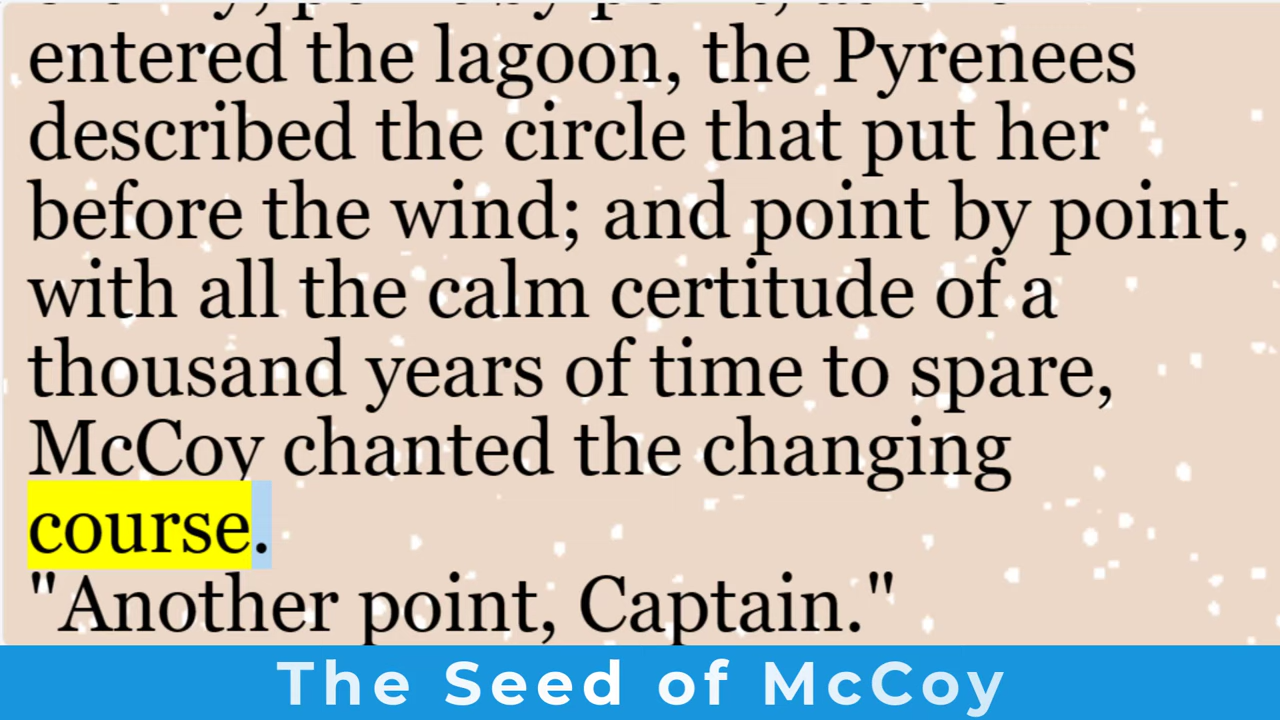 entered the lagoon, the Pyrenees
described the circle that put her
before the wind; and point by point,
with all the calm certitude of a
thousand years of time to spare,
McCoy chanted the changing
course.
"Another point, Captain."
The Seed of McCoy